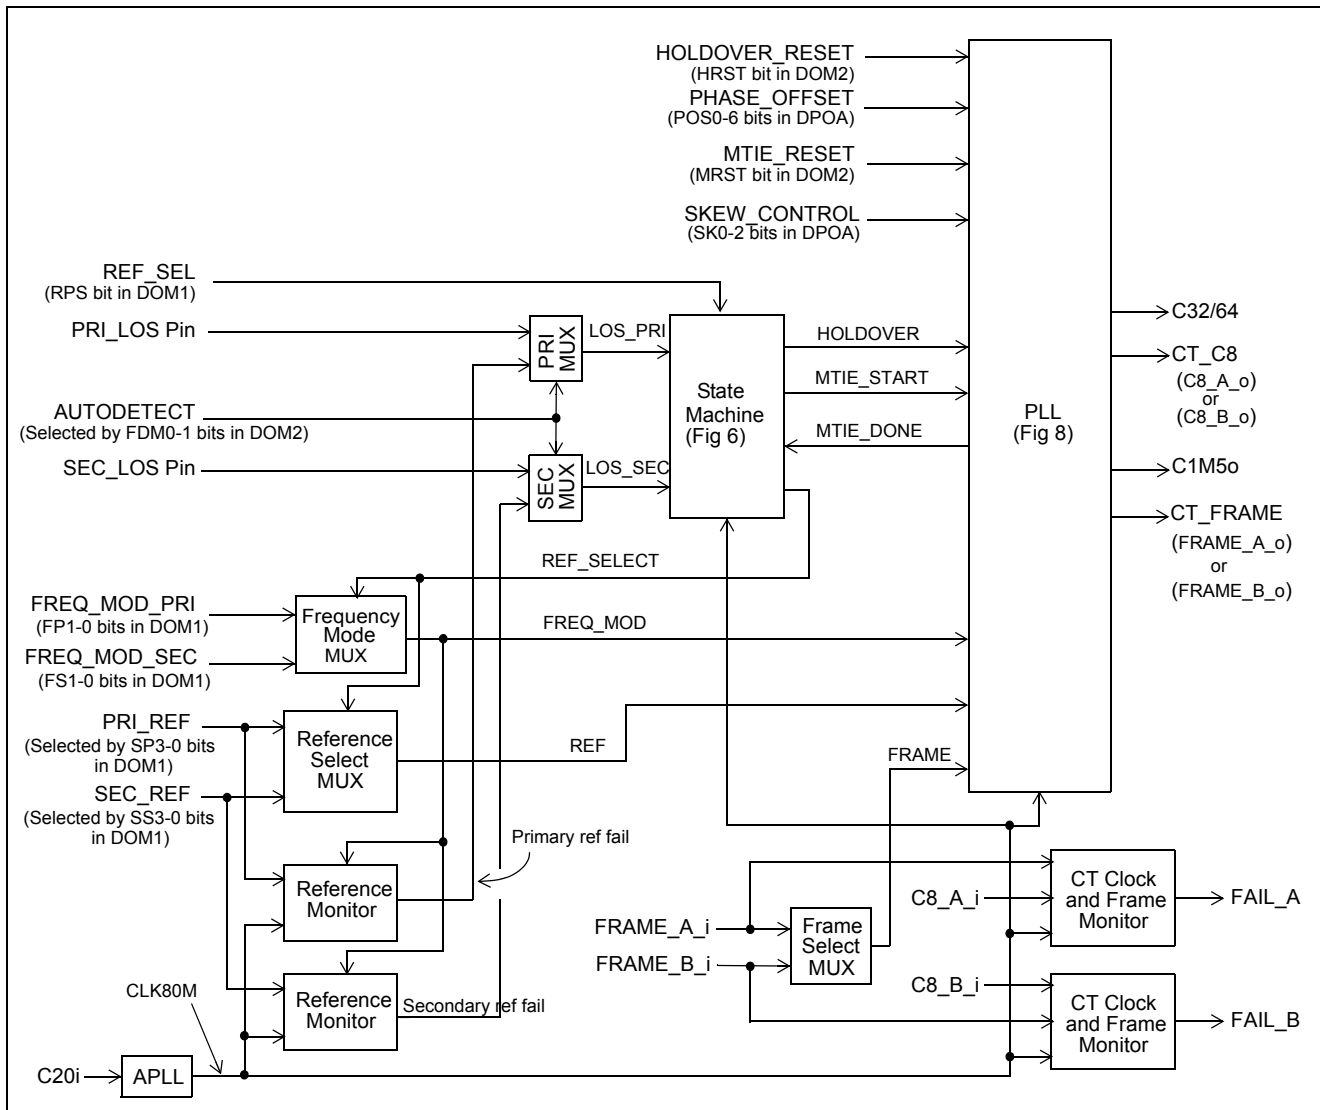 HOLDOVER_RESET
(HRST bit in DOM2)
PHASE_OFFSET
(POS0-6 bits in DPOA)
MTIE_RESET
(MRST bit in DOM2)
SKEW_CONTROL
(SK0-2 bits in DPOA)
REF_SEL
(RPS bit in DOM1)
PRI_LOS Pin
AUTODETECT
(Selected by FDM0-1 bits in DOM2)
SEC_LOS Pin
PRI
MUX
SEC
MUX
LOS_PRI
LOS_SEC
State
Machine
(Fig 6)
HOLDOVER
MTIE_START
MTIE_DONE
PLL
(Fig 8)
C32/64
CT_C8
(C8_A_o)
or
(C8_B_o)
C1M5o
CT_FRAME
(FRAME_A_o)
or
(FRAME_B_o)
REF_SELECT
FREQ_MOD_PRI
(FP1-0 bits in DOM1)
FREQ_MOD_SEC
(FS1-0 bits in DOM1)
Frequency
Mode
MUX
FREQ_MOD
PRI_REF
(Selected by SP3-0 bits
in DOM1)
SEC_REF
(Selected by SS3-0 bits
in DOM1)
Reference
Select
MUX
REF
FRAME
Primary ref fail
Reference
Monitor
Reference
Monitor
Secondary ref fail
CLK80M
C20i
APLL
FRAME_A_i
FRAME_B_i
Frame
Select
MUX
C8_A_i
CT Clock
and Frame
Monitor
FAIL_A
C8_B_i
CT Clock
and Frame
Monitor
FAIL_B